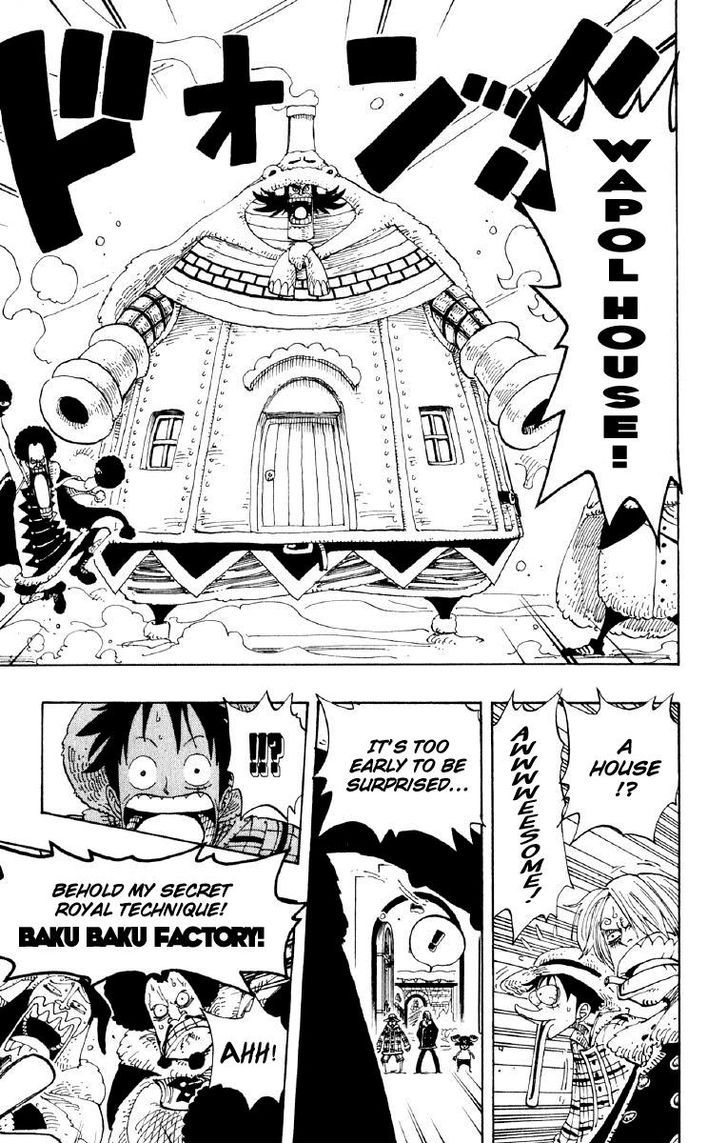 ドオンッ
WAPOL HOUSE!
A
HOUSE
!?
AWWWEESOME!
IT'S TOO
EARLY TO BE
SURPRISED...
!!
!!?
BEHOLD MY SECRET
ROYAL TECHNIQUE!
BAKU BAKU FACTORY!
AHH!